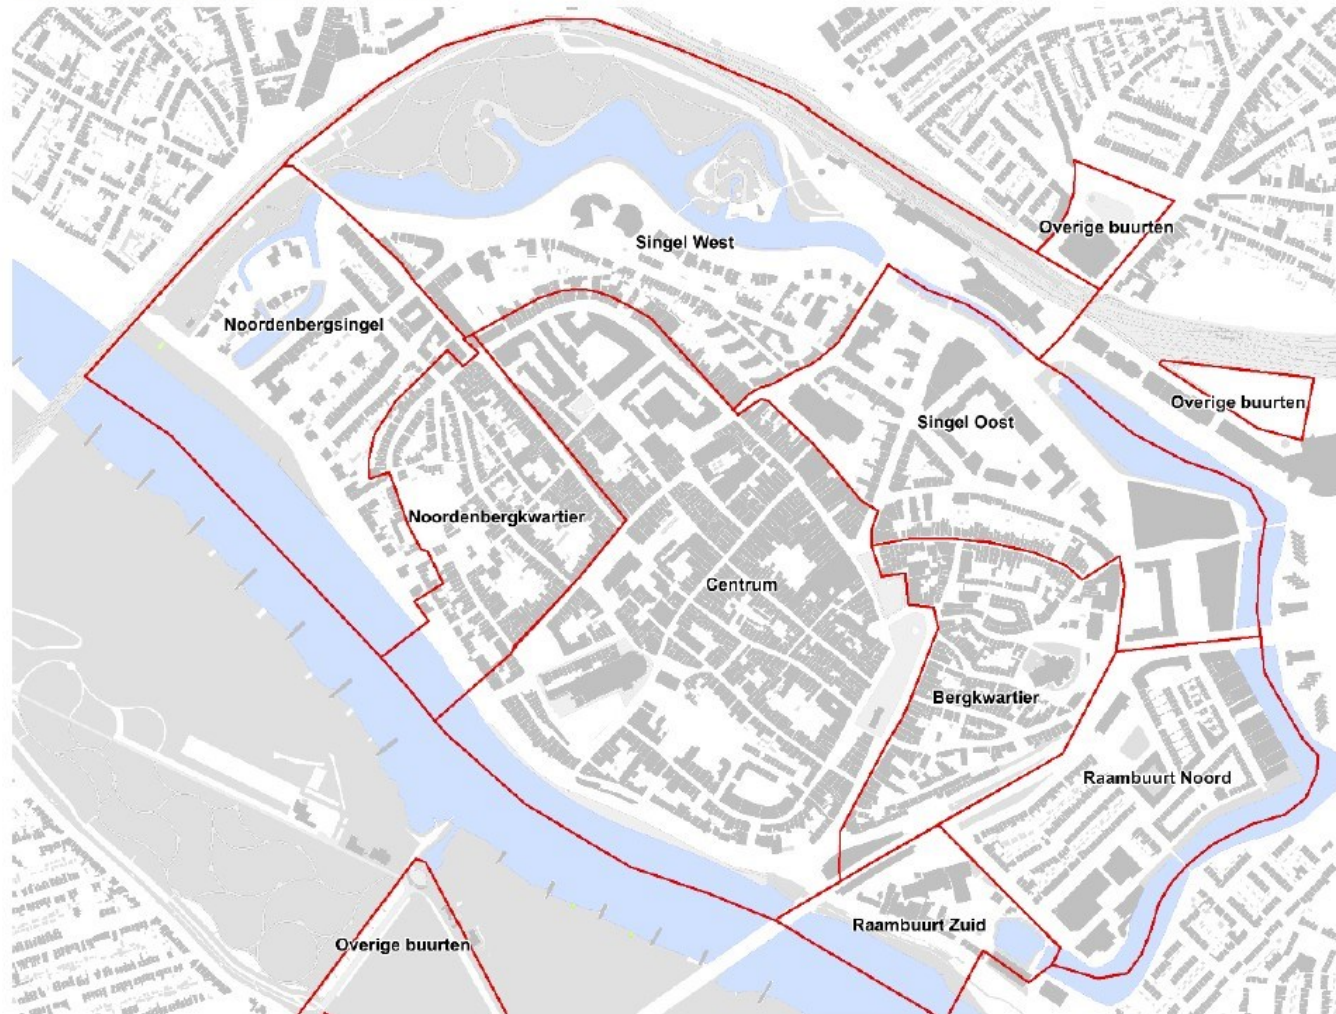 Overige buurten
Singel West
Noordenbergsingel
Overige buurten
Singel Oost
Noordenbergkwartier
Centrum
Bergkwartier
Raambuurt Noord
Raambuurt Zuid
Overige buurten